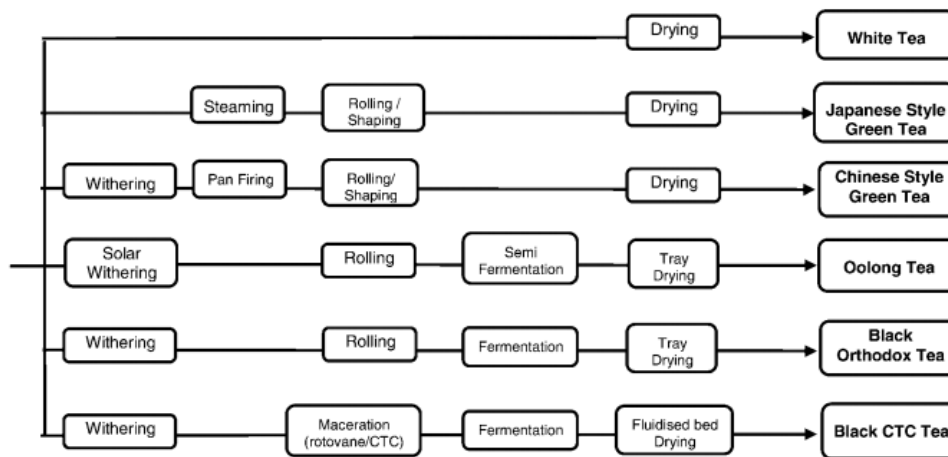 Drying
White Tea
Steaming
Rolling /
Shaping
Drying
Japanese Style
Green Tea
Withering
Pan Firing
Rolling/
Shaping
Drying
Chinese Style
Green Tea
Solar
Withering
Rolling
Semi
Fermentation
Tray
Drying
Oolong Tea
Withering
Rolling
Fermentation
Tray
Drying
Black
Orthodox Tea
Withering
Maceration
(rotovane/CTC)
Fermentation
Fluidised bed
Drying
Black CTC Tea